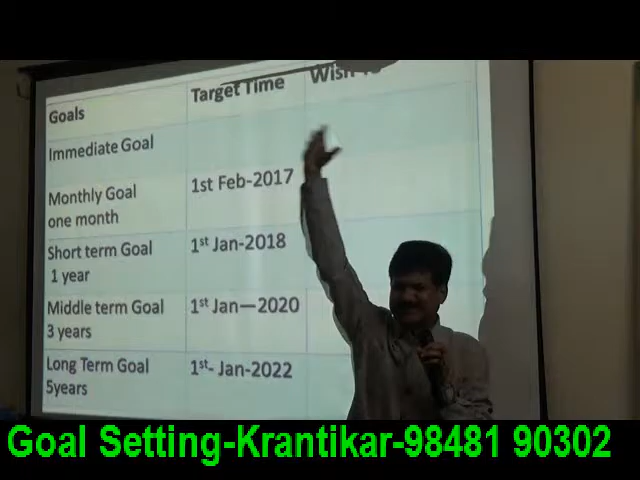 Goals
Target Time
Wish
Immediate Goal
Monthly Goal
one month
1st Feb-2017
Short term Goal
1 year
1st Jan-2018
Middle term Goal
3 years
1st Jan—2020
Long Term Goal
5years
1st- Jan-2022
Goal Setting-Krantikar-98481 90302